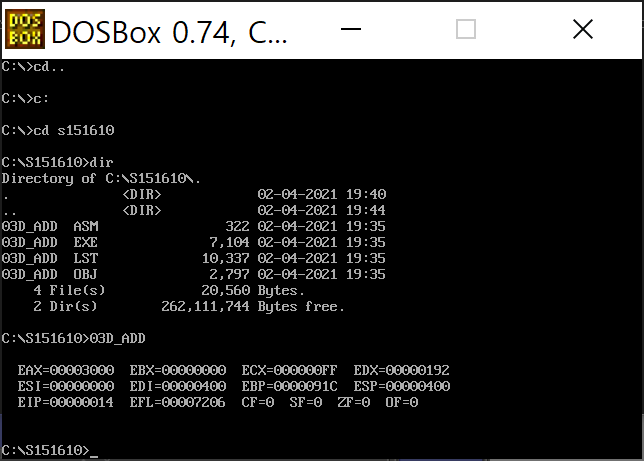 DOS
BOX
DOSBox 0.74, C...
C:\>cd..
C:\>c:
C:\>cd s151610
C:\S151610>dir
Directory of C:\S151610\.
. <DIR> 02-04-2021 19:40
.. <DIR> 02-04-2021 19:44
03D_ADD ASM 322 02-04-2021 19:35
03D_ADD EXE 7,104 02-04-2021 19:35
03D_ADD LST 10,337 02-04-2021 19:35
03D_ADD OBJ 2,797 02-04-2021 19:35
4 File(s) 20,560 Bytes.
2 Dir(s) 262,111,744 Bytes free.
C:\S151610>03D_ADD
EAX=00003000 EBX=00000000 ECX=000000FF EDX=00000192
ESI=00000000 EDI=00000400 EBP=0000091C ESP=00000400
EIP=00000014 EFL=00007206 CF=0 SF=0 ZF=0 OF=0
C:\S151610>_